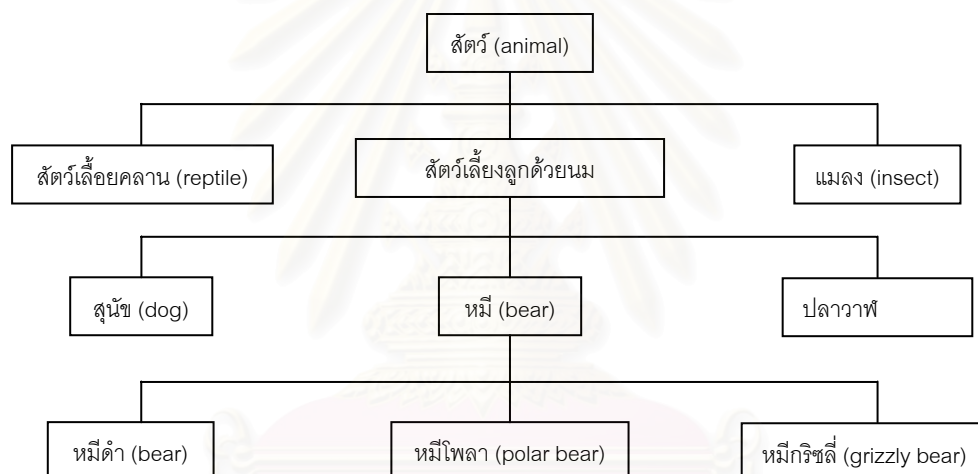 สัตว์ (animal)
สัตว์เลื้อยคลาน (reptile)
สัตว์เลี้ยงลูกด้วยนม
แมลง (insect)
สุนัข (dog)
หมี (bear)
ปลาวาฬ
หมีดำ (bear)
หมีโพลา (polar bear)
หมีกริซลี่ (grizzly bear)